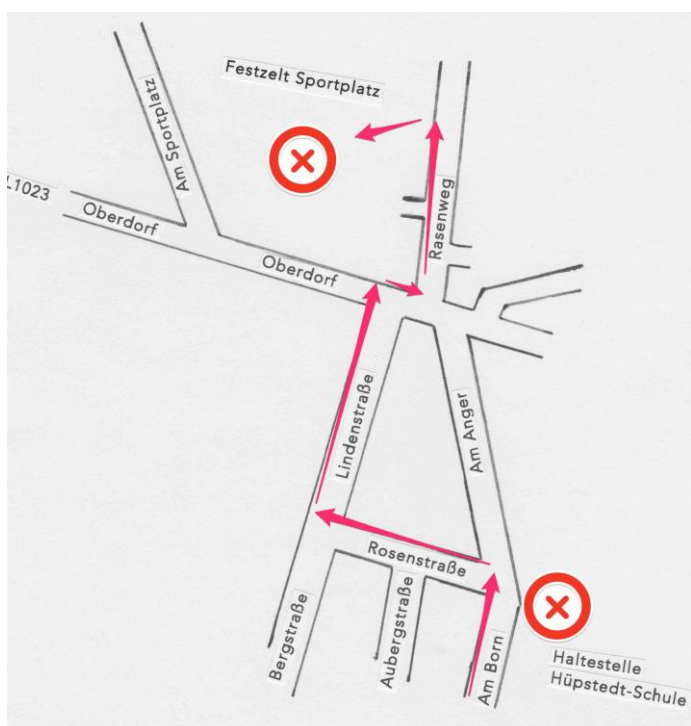 Festzelt Sportplatz
Am Sportplatz
L1023
Oberdorf
Oberdorf
Rasenweg
Lindenstraße
Am Anger
Rosenstraße
Bergstraße
Aubergstraße
Am Born
Haltestelle
Hüpstedt-Schule